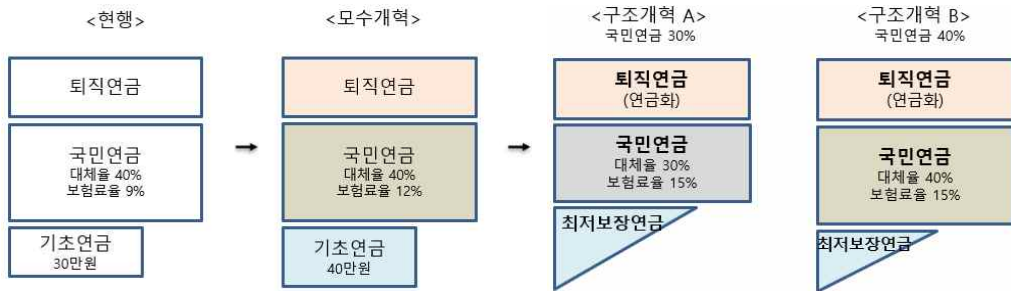 <현행>
퇴직연금
국민연금
대체율 40%
보험료율 9%
기초연금
30만원
<모수개혁>
퇴직연금
국민연금
대체율 40%
보험료율 12%
기초연금
40만원
<구조개혁 A>
국민연금 30%
퇴직연금
(연금화)
국민연금
대체율 30%
보험료율 15%
최저보장연금
<구조개혁 B>
국민연금 40%
퇴직연금
(연금화)
국민연금
대체율 40%
보험료율 15%
최저보장연금